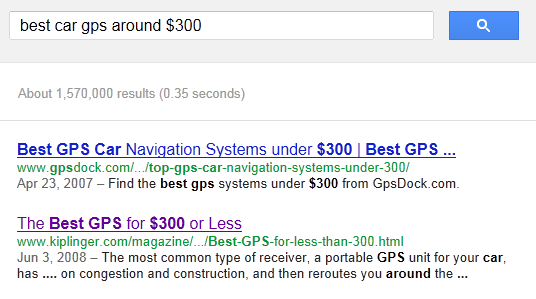 best car gps around $300
About 1,570,000 results (0.35 seconds)
Best GPS Car Navigation Systems under $300 | Best GPS ...
www.gpsdock.com/.../top-gps-car-navigation-systems-under-300/
Apr 23, 2007 – Find the best gps systems under $300 from GpsDock.com.
The Best GPS for $300 or Less
www.kiplinger.com/magazine/.../Best-GPS-for-less-than-300.html
Jun 3, 2008 – The most common type of receiver, a portable GPS unit for your car,
has .... on congestion and construction, and then reroutes you around the ...